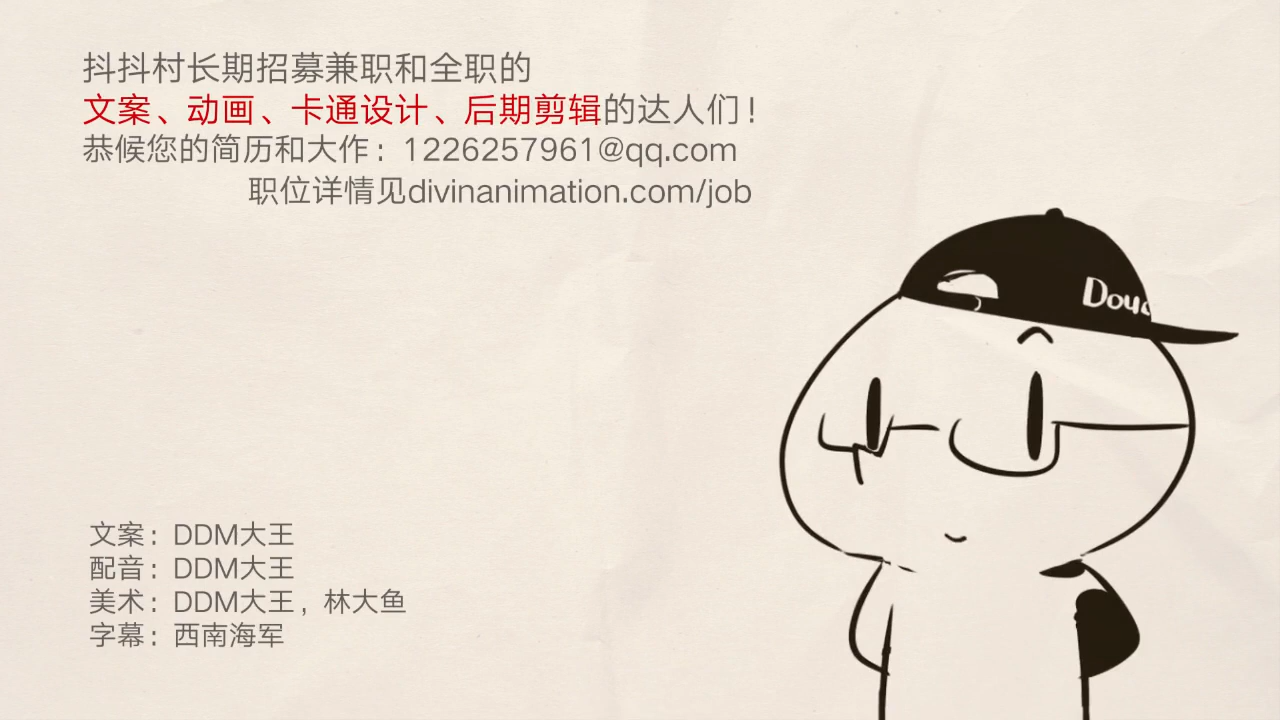 抖抖村长期招募兼职和全职的
文案、动画、卡通设计、后期剪辑的达人们！
恭候您的简历和大作：1226257961@qq.com
职位详情见divinanimation.com/job
Douc
文案：DDM大王
配音：DDM大王
美术：DDM大王，林大鱼
字幕：西南海军